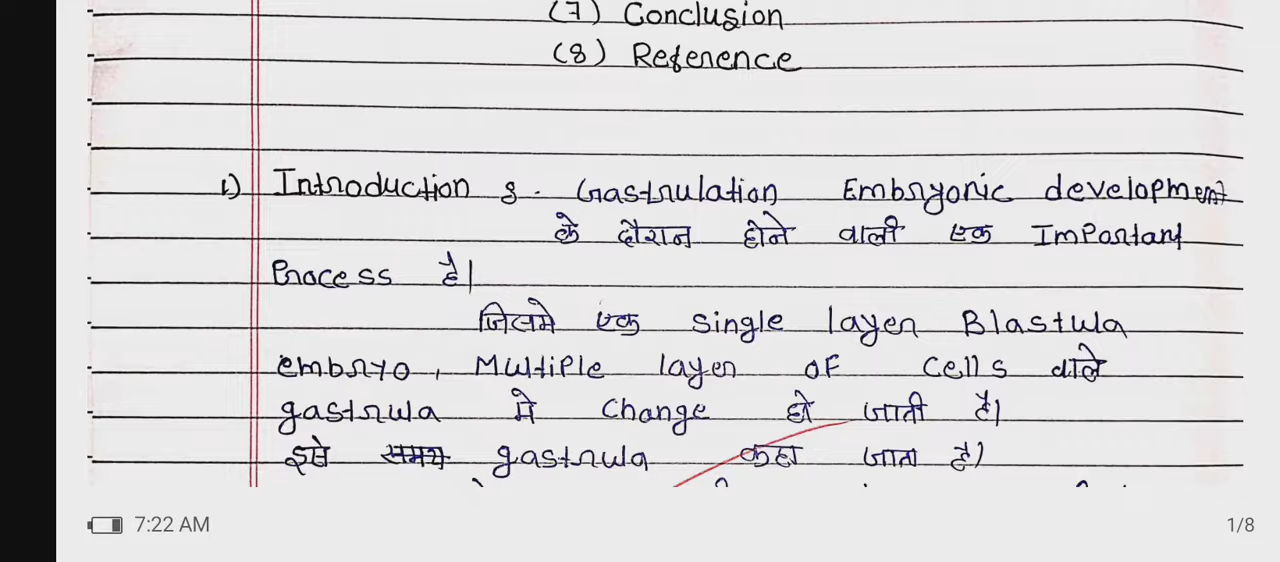 (7) Conclusion
(8) Reference
1) Introduction :- Gastrulation Embryonic development
के दौरान होने वाली एक Important
Process है।
जिसमे एक single layer Blastula
embryo, Multiple layer of Cells वाले
gastrula मे Change हो जाती है।
इसे समय gastrula कहा जाता है।
7:22 AM
1/8